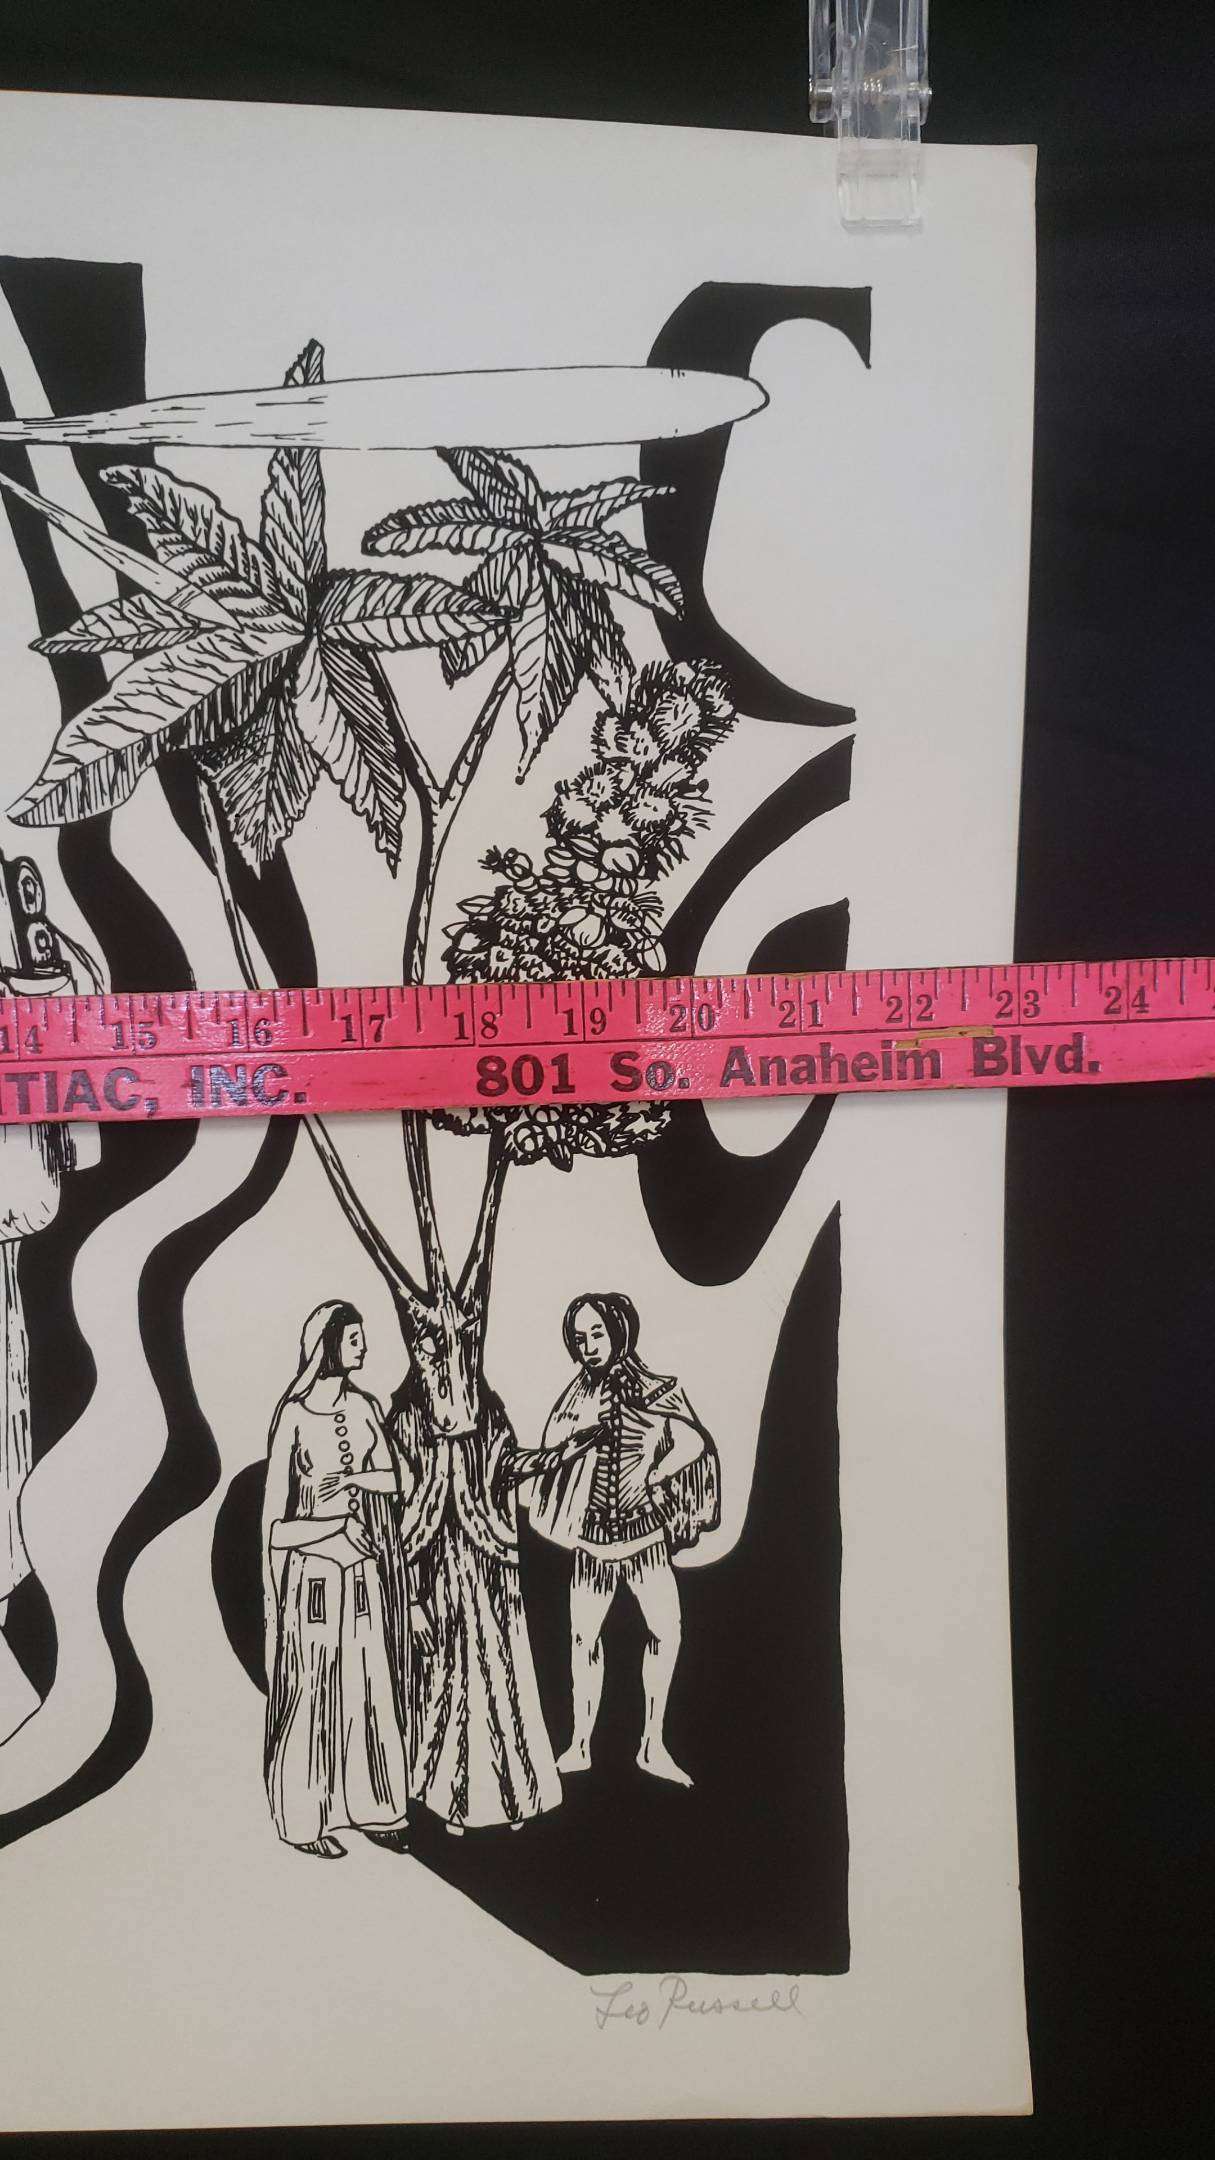 14 15 16 17 18 19 20 21 22 23 24
TIAC, INC. 801 So. Anaheim Blvd.
Leo Russell